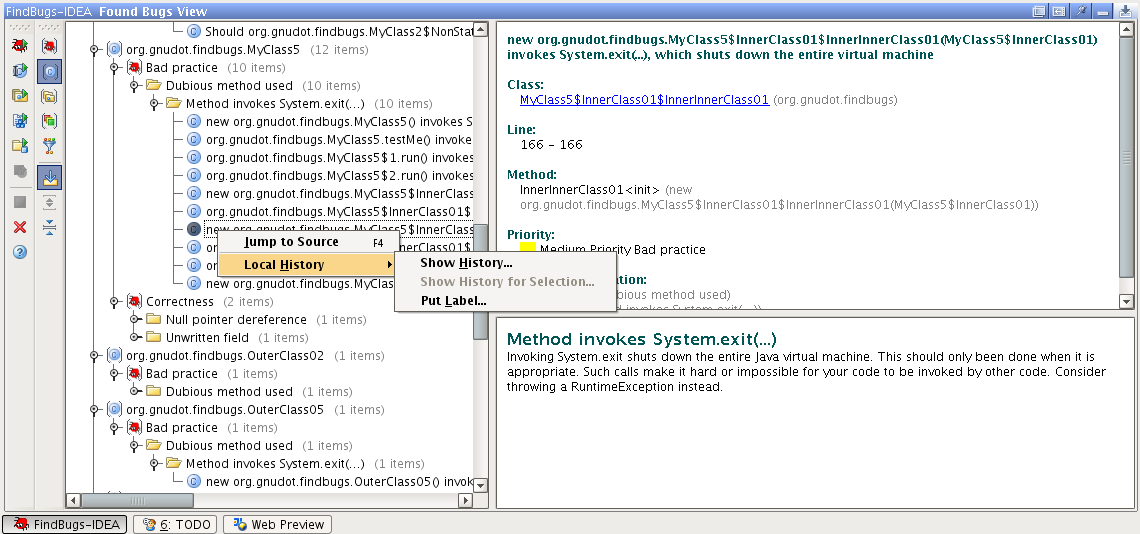 FindBugs-IDEA Found Bugs View
Should org.gnudot.findbugs.MyClass2$NonStat
org.gnudot.findbugs.MyClass5 (12 items)
Bad practice (10 items)
Dubious method used (10 items)
Method invokes System.exit(...) (10 items)
new org.gnudot.findbugs.MyClass5() invokes S
org.gnudot.findbugs.MyClass5.testMe() invoke
org.gnudot.findbugs.MyClass5$1.run() invokes
org.gnudot.findbugs.MyClass5$2.run() invokes
new org.gnudot.findbugs.MyClass5$InnerClass
org.gnudot.findbugs.MyClass5$InnerClass01$
new org.gnudot.findbugs.MyClass5$InnerClass
nerClass01$
new org.gnudot.findbugs.MyCla
Correctness (2 items)
Null pointer dereference (1 items)
Unwritten field (1 items)
org.gnudot.findbugs.OuterClass02 (1 items)
Bad practice (1 items)
Dubious method used (1 items)
org.gnudot.findbugs.OuterClass05 (1 items)
Bad practice (1 items)
Dubious method used (1 items)
Method invokes System.exit(...) (1 items)
new org.gnudot.findbugs.OuterClass05() invok
Jump to Source F4
Local History
Show History...
Show History for Selection...
Put Label...
new org.gnudot.findbugs.MyClass5$InnerClass01$InnerInnerClass01(MyClass5$InnerClass01)
invokes System.exit(...), which shuts down the entire virtual machine
Class:
MyClass5$InnerClass01$InnerInnerClass01 (org.gnudot.findbugs)
Line:
166 - 166
Method:
InnerInnerClass01<init> (new
org.gnudot.findbugs.MyClass5$InnerClass01$InnerInnerClass01(MyClass5$InnerClass01))
Priority:
Medium Priority Bad practice
ation:
bious method used)
d invokes System.exit(...))
Method invokes System.exit(...)
Invoking System.exit shuts down the entire Java virtual machine. This should only been done when it is
appropriate. Such calls make it hard or impossible for your code to be invoked by other code. Consider
throwing a RuntimeException instead.
FindBugs-IDEA
6: TODO
Web Preview